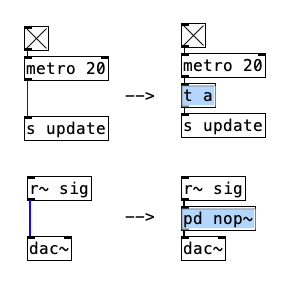 metro 20 metro 20
--> t a
s update s update
r~ sig r~ sig
--> pd nop~
dac~ dac~